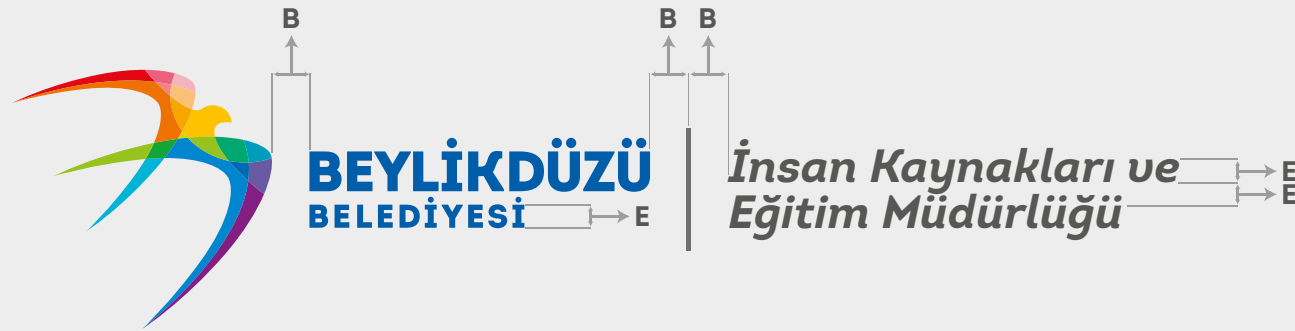 B B B
BEYLİKDÜZÜ
BELEDİYESİ E
İnsan Kaynakları ve E
Eğitim Müdürlüğü E